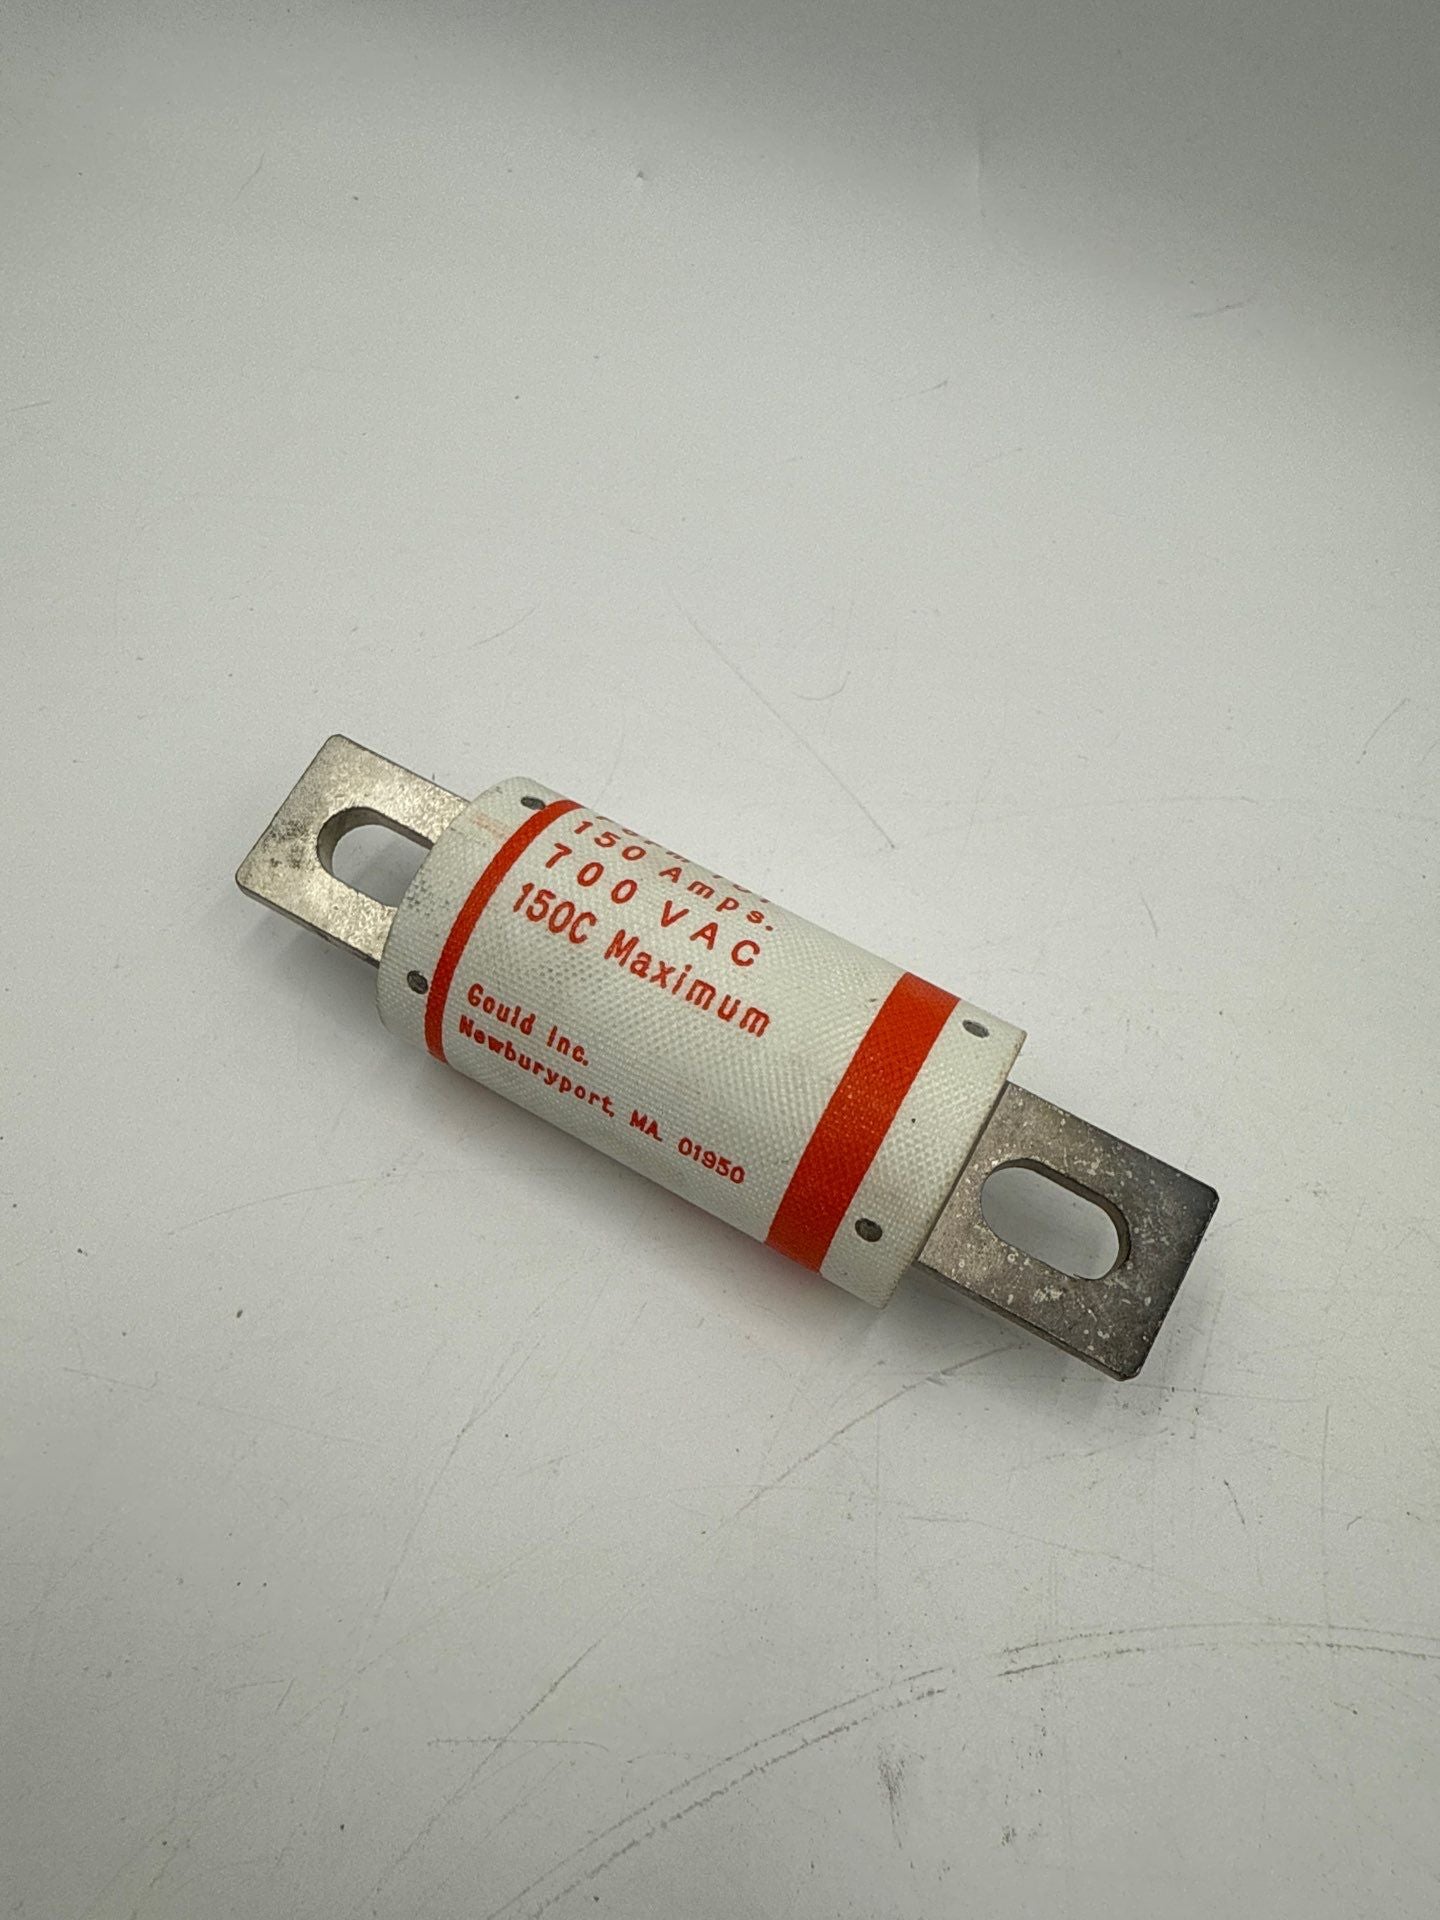 150 Amps.
700 VAC
150C Maximum
Gould Inc.
Newburyport, MA. 01950